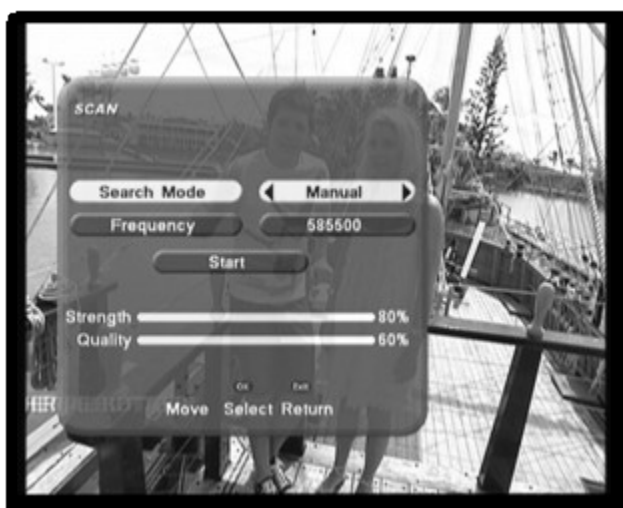 SCAN
Search Mode Manual
Frequency 585500
Start
Strength 80%
Quality 60%
OK Exit
Move Select Return